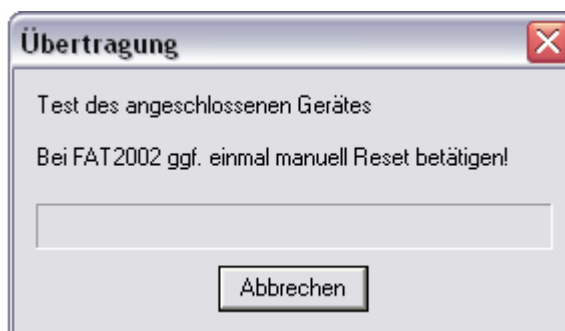 Übertragung
Test des angeschlossenen Gerätes
Bei FAT2002 ggf. einmal manuell Reset betätigen!
Abbrechen